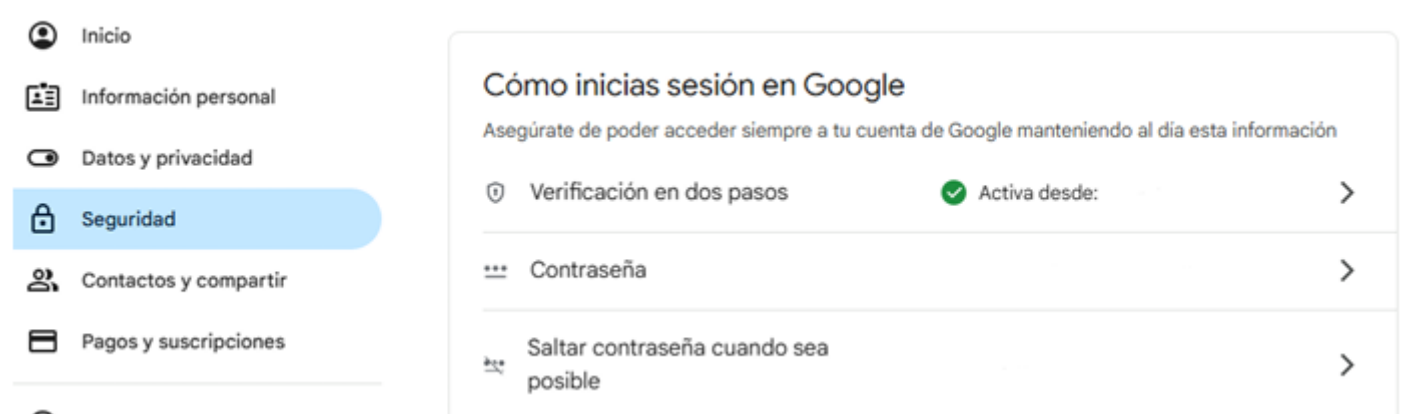 Inicio
Información personal
Datos y privacidad
Seguridad
Contactos y compartir
Pagos y suscripciones
Cómo inicias sesión en Google
Asegúrate de poder acceder siempre a tu cuenta de Google manteniendo al día esta información
Verificación en dos pasos
Activa desde:
Contraseña
Saltar contraseña cuando sea
posible